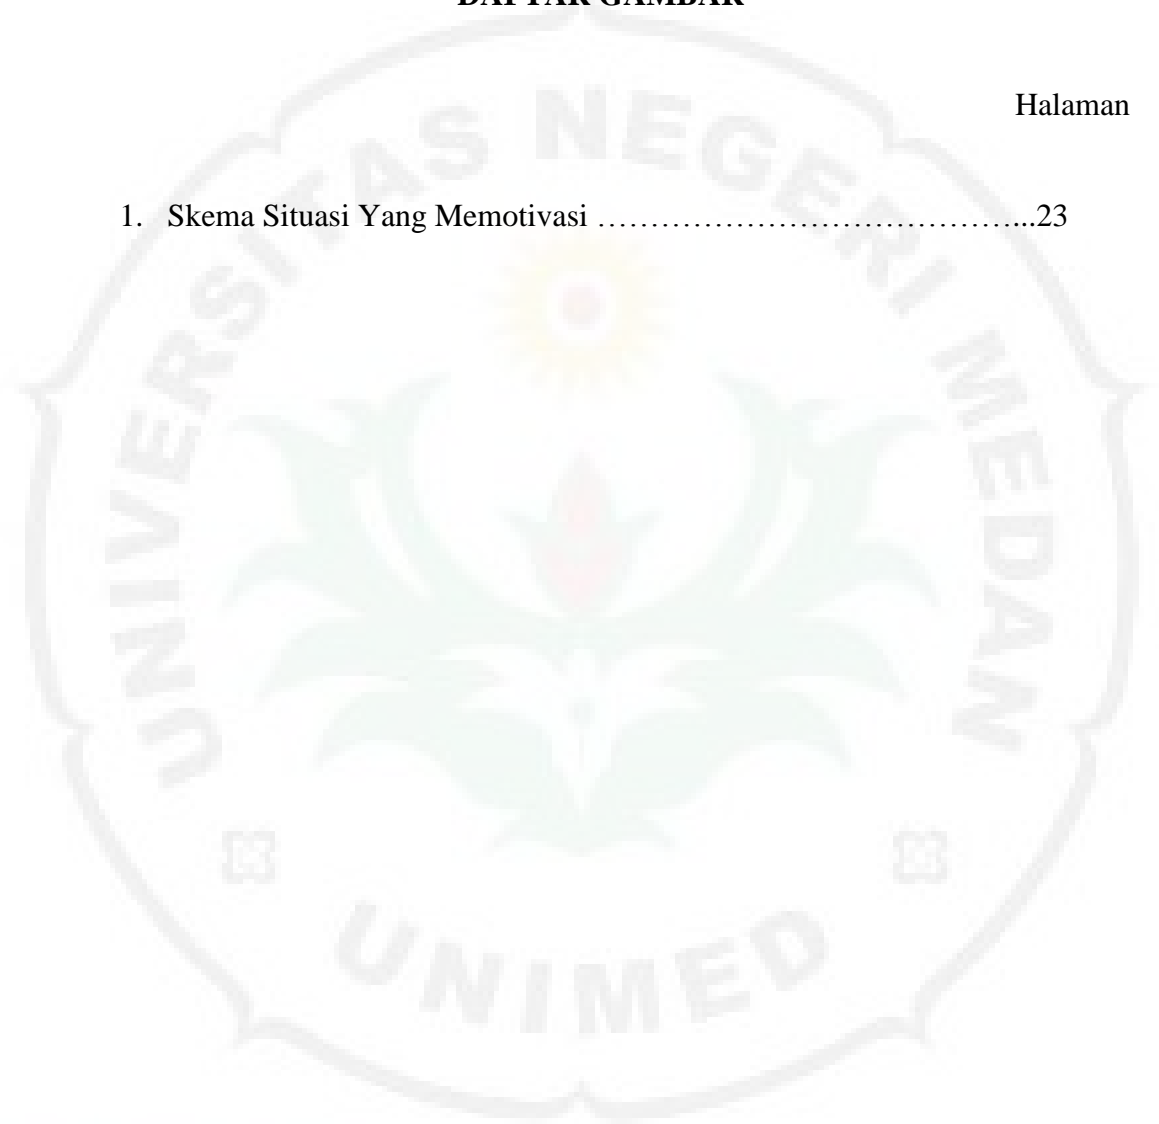 DAFTAR GAMBAR
Halaman
1. Skema Situasi Yang Memotivasi …………………………………...23
UNIVERSITAS NEGERI MEDAN
UNIMED